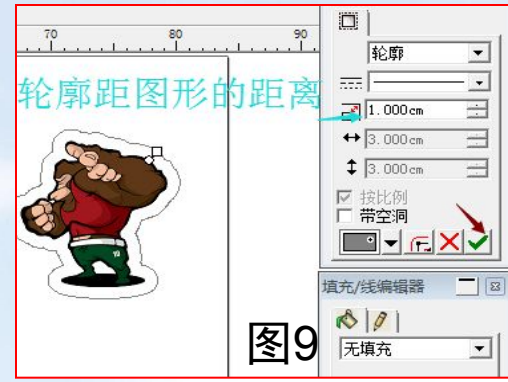 70 80 90
轮廓
轮廓距图形的距离
1.000cm
3.000cm
3.000cm
按比例
带空洞
填充/线编辑器
无填充
图9